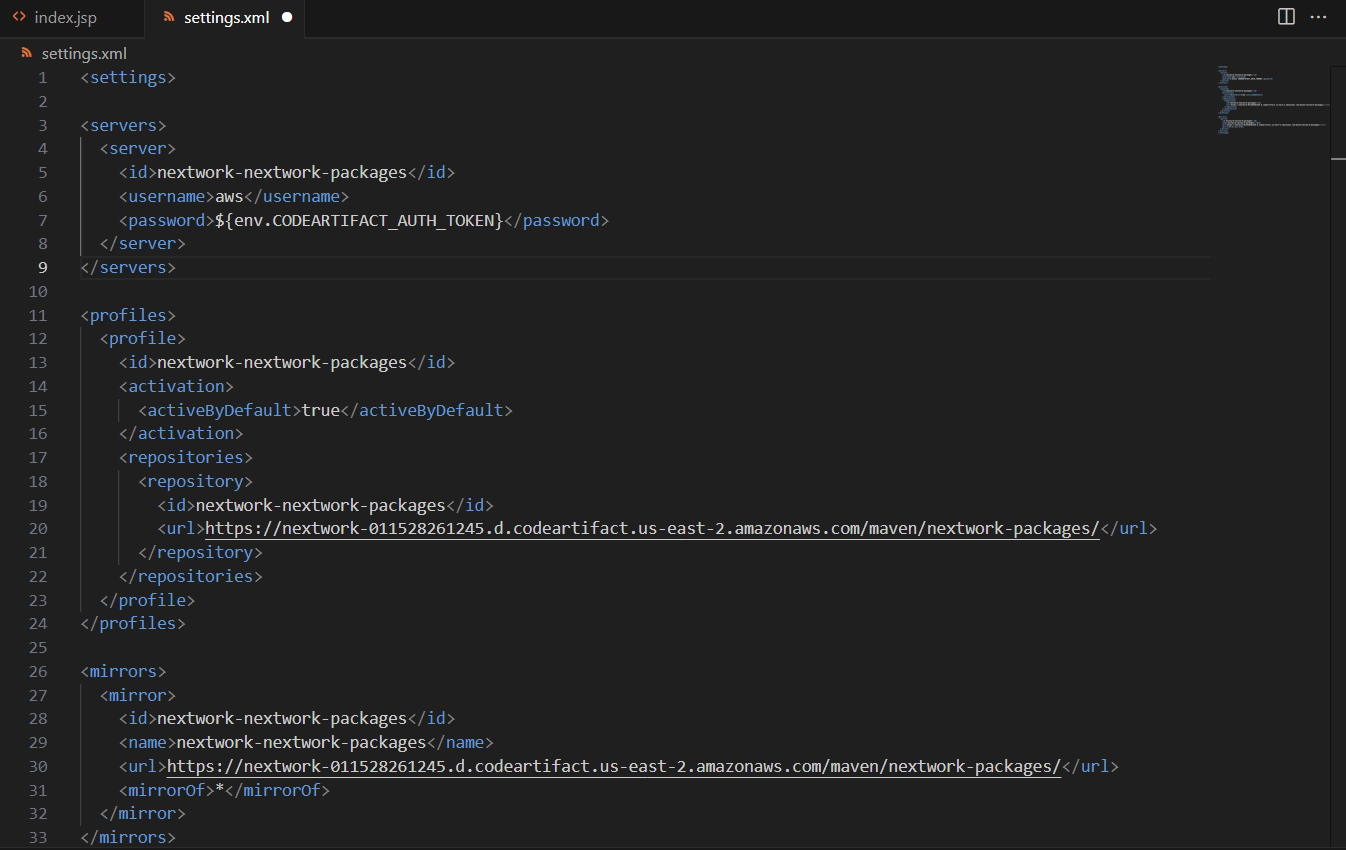 index.jsp
settings.xml
settings.xml
1 <settings>
2
3 <servers>
4 <server>
5 <id>nextwork-nextwork-packages</id>
6 <username>aws</username>
7 <password>${env.CODEARTIFACT_AUTH_TOKEN}</password>
8 </server>
9 </servers>
10
11 <profiles>
12 <profile>
13 <id>nextwork-nextwork-packages</id>
14 <activation>
15 <activeByDefault>true</activeByDefault>
16 </activation>
17 <repositories>
18 <repository>
19 <id>nextwork-nextwork-packages</id>
20 <url>https://nextwork-011528261245.d.codeartifact.us-east-2.amazonaws.com/maven/nextwork-packages/</url>
21 </repository>
22 </repositories>
23 </profile>
24 </profiles>
25
26 <mirrors>
27 <mirror>
28 <id>nextwork-nextwork-packages</id>
29 <name>nextwork-nextwork-packages</name>
30 <url>https://nextwork-011528261245.d.codeartifact.us-east-2.amazonaws.com/maven/nextwork-packages/</url>
31 <mirrorOf>*</mirrorOf>
32 </mirror>
33 </mirrors>